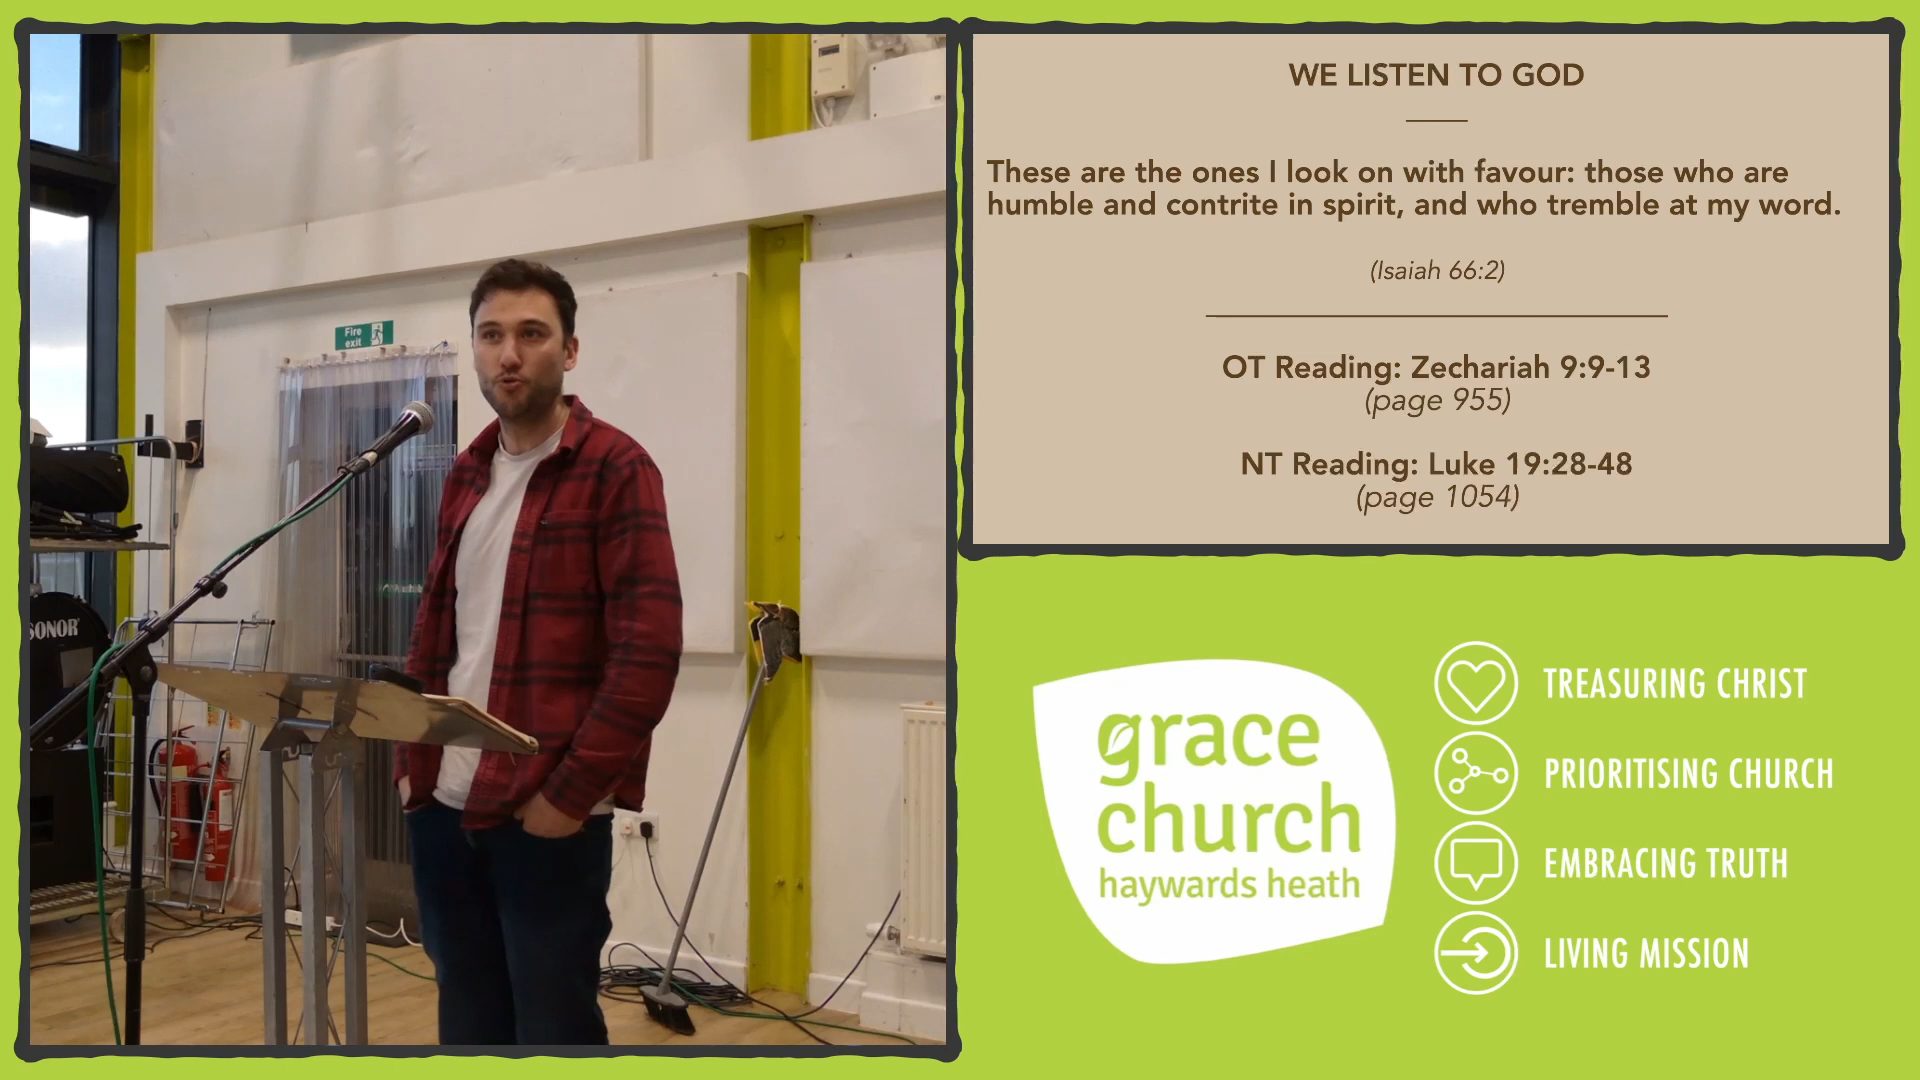 Fire
exit
SONOR
WE LISTEN TO GOD
These are the ones I look on with favour: those who are
humble and contrite in spirit, and who tremble at my word.
(Isaiah 66:2)
OT Reading: Zechariah 9:9-13
(page 955)
NT Reading: Luke 19:28-48
(page 1054)
grace
church
haywards heath
TREASURING CHRIST
PRIORITISING CHURCH
EMBRACING TRUTH
LIVING MISSION